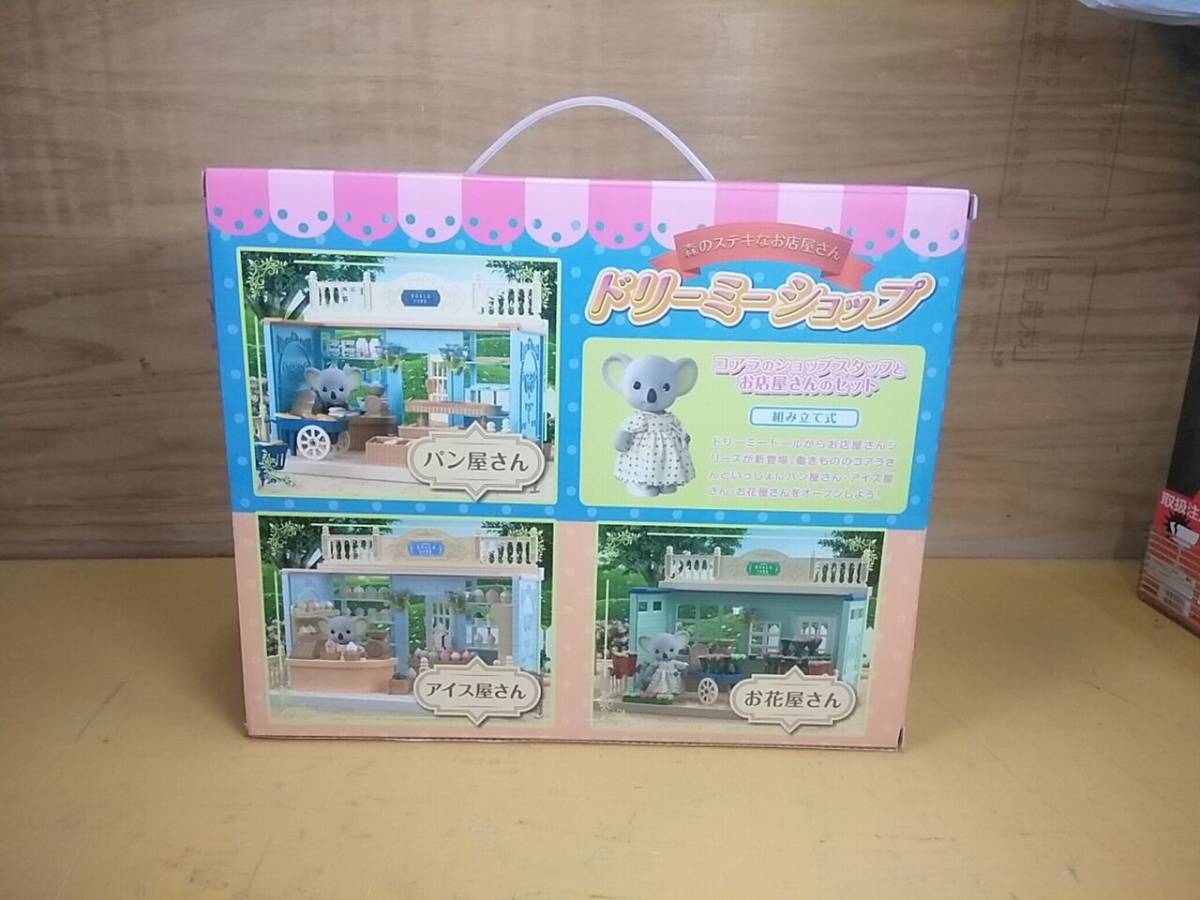 森のステキなお店屋さん
ドリーミーショップ
コアラのショップスタッフと
お店屋さんのセット
組み立て式
ドリーミードールからお店屋さんシ
リーズが新登場。働きもののコアラさ
んといっしょにパン屋さん・アイス屋
さん・お花屋さんをオープンしよう!
パン屋さん
アイス屋さん
お花屋さん
取扱